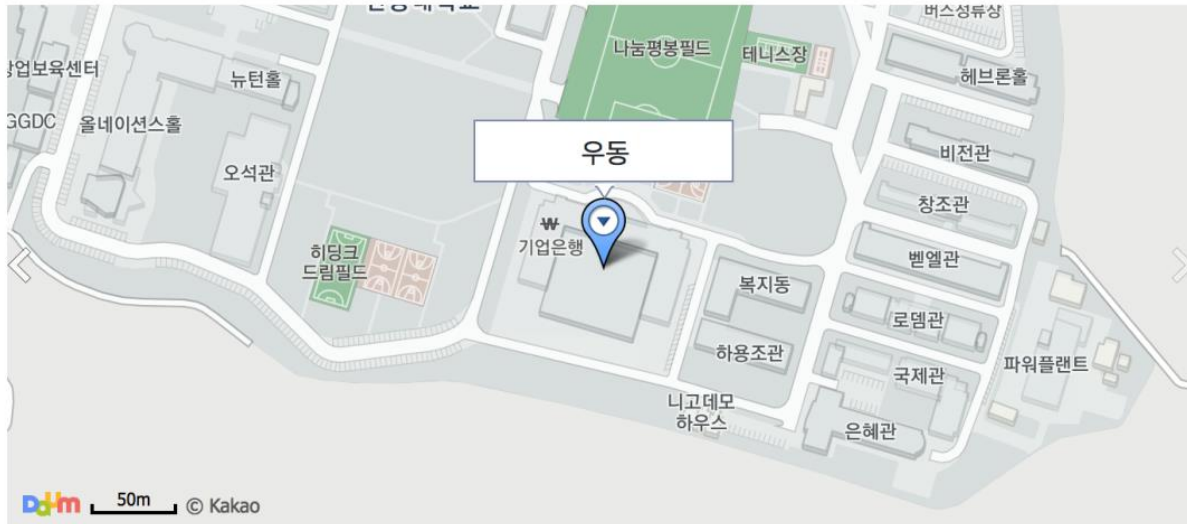 버스정류장
나눔평봉필드
테니스장
창업보육센터
뉴턴홀
헤브론홀
GGDC
올네이션스홀
우동
비전관
오석관
창조관
₩
기업은행
히딩크
드림필드
벧엘관
복지동
로뎀관
하용조관
국제관
파워플랜트
니고데모
하우스
은혜관
Daum
50m
© Kakao